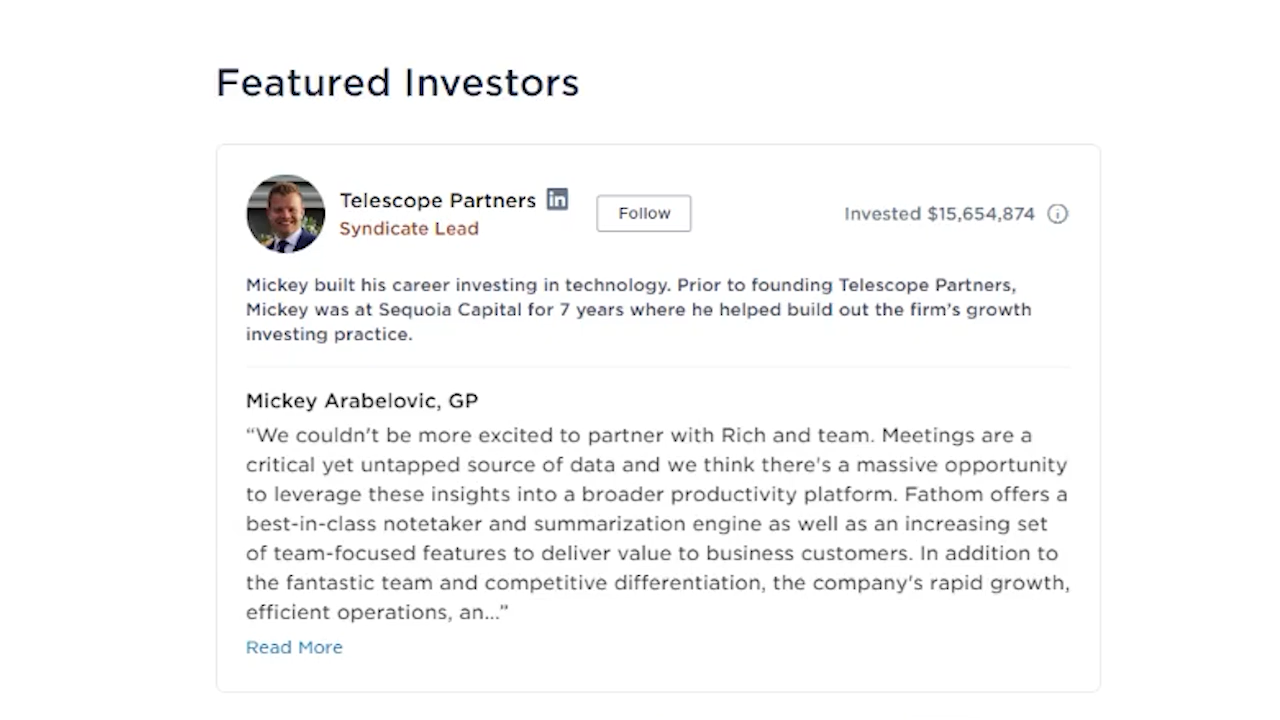 Featured Investors
Telescope Partners in
Syndicate Lead
Follow
Invested $15,654,874
Mickey built his career investing in technology. Prior to founding Telescope Partners,
Mickey was at Sequoia Capital for 7 years where he helped build out the firm's growth
investing practice.
Mickey Arabelovic, GP
“We couldn't be more excited to partner with Rich and team. Meetings are a
critical yet untapped source of data and we think there's a massive opportunity
to leverage these insights into a broader productivity platform. Fathom offers a
best-in-class notetaker and summarization engine as well as an increasing set
of team-focused features to deliver value to business customers. In addition to
the fantastic team and competitive differentiation, the company's rapid growth,
efficient operations, an...”
Read More